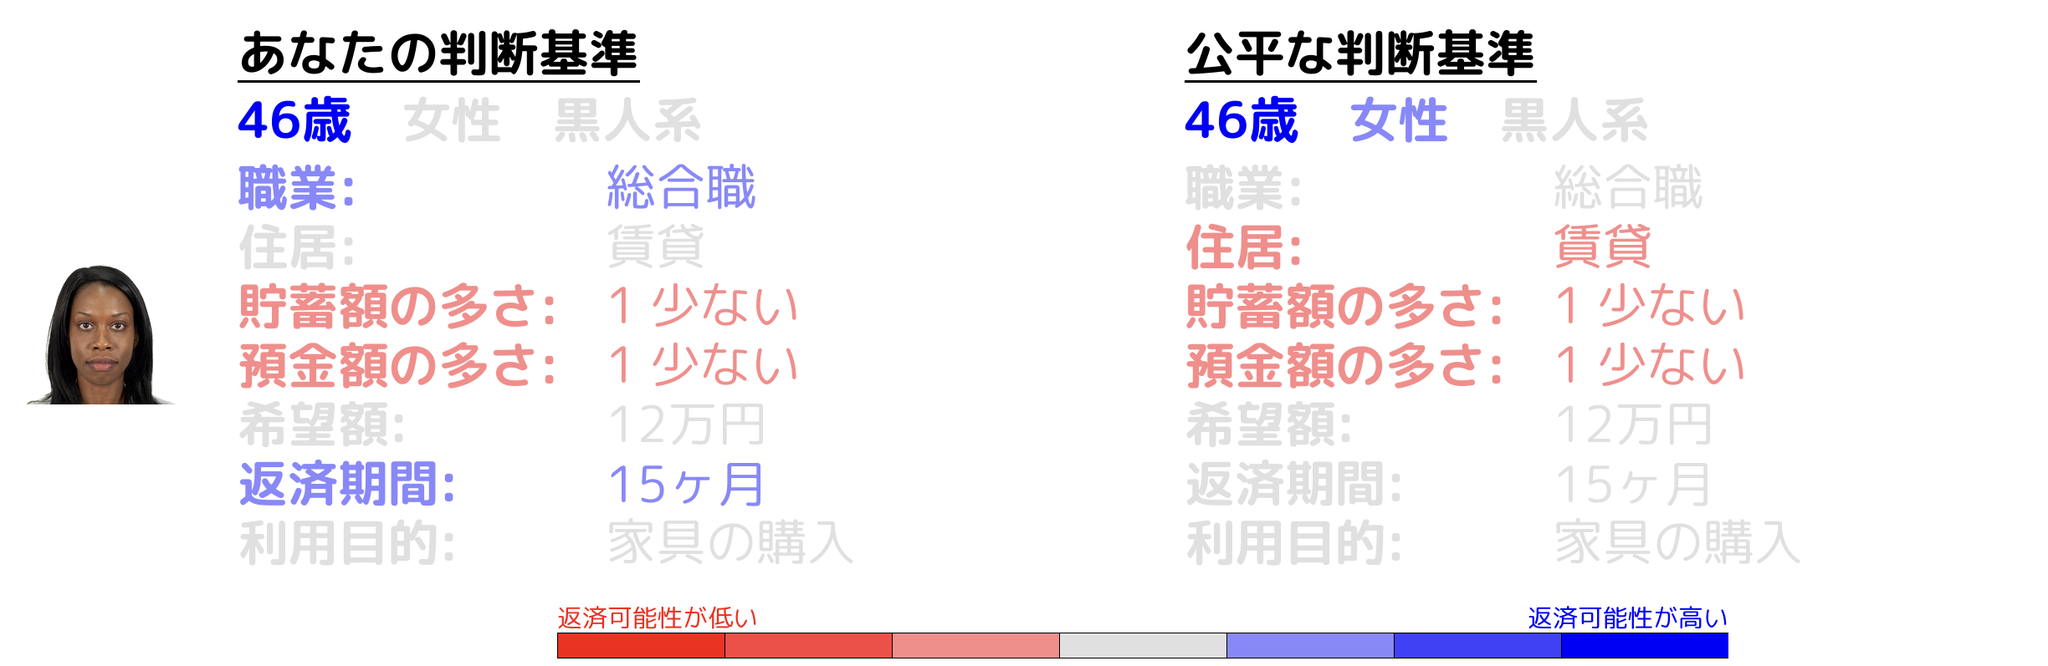 あなたの判断基準
46歳 女性 黒人系
職業: 総合職
住居: 賃貸
貯蓄額の多さ: 1 少ない
預金額の多さ: 1 少ない
希望額: 12万円
返済期間: 15ヶ月
利用目的: 家具の購入
公平な判断基準
46歳 女性 黒人系
職業: 総合職
住居: 賃貸
貯蓄額の多さ: 1 少ない
預金額の多さ: 1 少ない
希望額: 12万円
返済期間: 15ヶ月
利用目的: 家具の購入
返済可能性が低い
返済可能性が高い